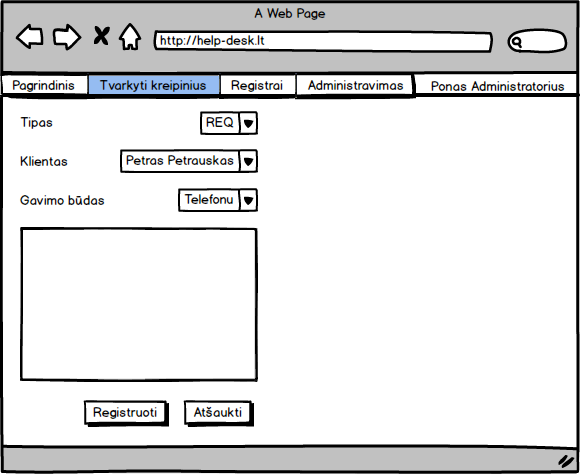 A Web Page
http://help-desk.lt
Pagrindinis Tvarkyti kreipinius Registrai Administravimas Ponas Administratorius
Tipas REQ
Klientas Petras Petrauskas
Gavimo būdas Telefonu
Registruoti Atšaukti